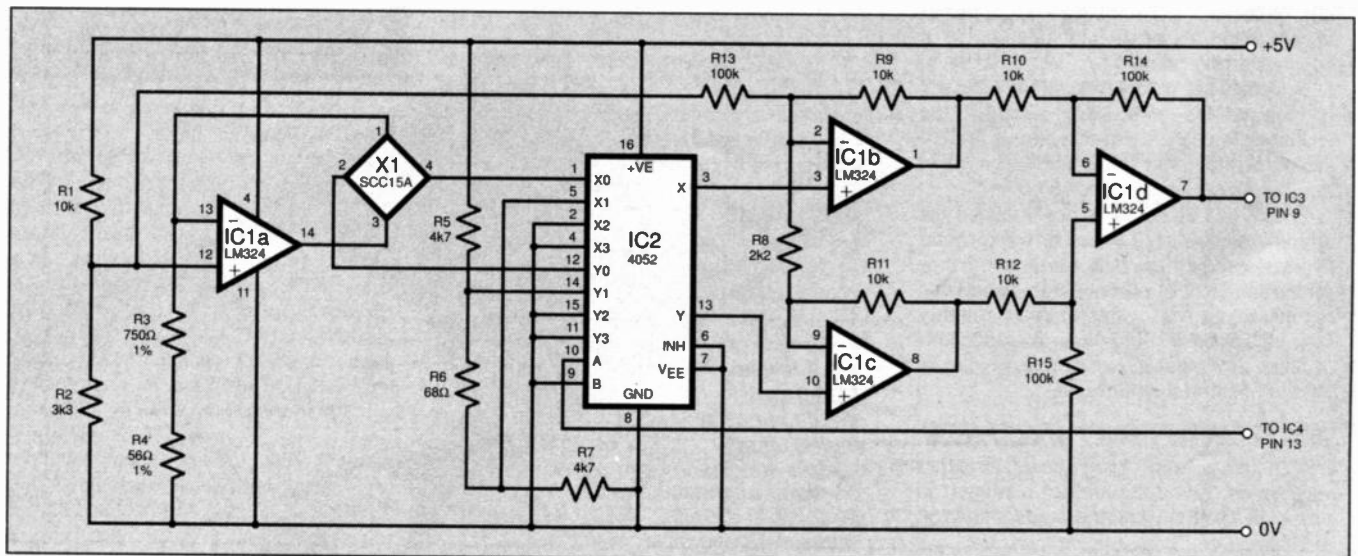 +5V
R13
100k
R9
10k
R10
10k
R14
100k
1
2
X1
SCC15A
4
3
16
+VE
2
−
IC1b
LM324
3
+
1
6
−
IC1d
LM324
5
+
7
TO IC3
PIN 9
R1
10k
4
13
−
IC1a
LM324
12
+
14
11
R5
4k7
1
X0
5
X1
2
X2
4
X3
12
Y0
14
Y1
15
Y2
11
Y3
10
A
9
B
IC2
4052
X
3
Y
13
INH
6
VEE
7
GND
8
R8
2k2
R11
10k
R12
10k
9
−
IC1c
LM324
10
+
8
R15
100k
R3
750Ω
1%
R2
3k3
R4
56Ω
1%
R6
68Ω
R7
4k7
TO IC4
PIN 13
0V